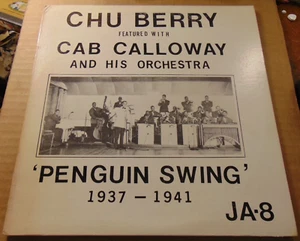 CHU BERRY
FEATURED WITH
CAB CALLOWAY
AND HIS ORCHESTRA
'PENGUIN SWING'
1937 - 1941
JA-8